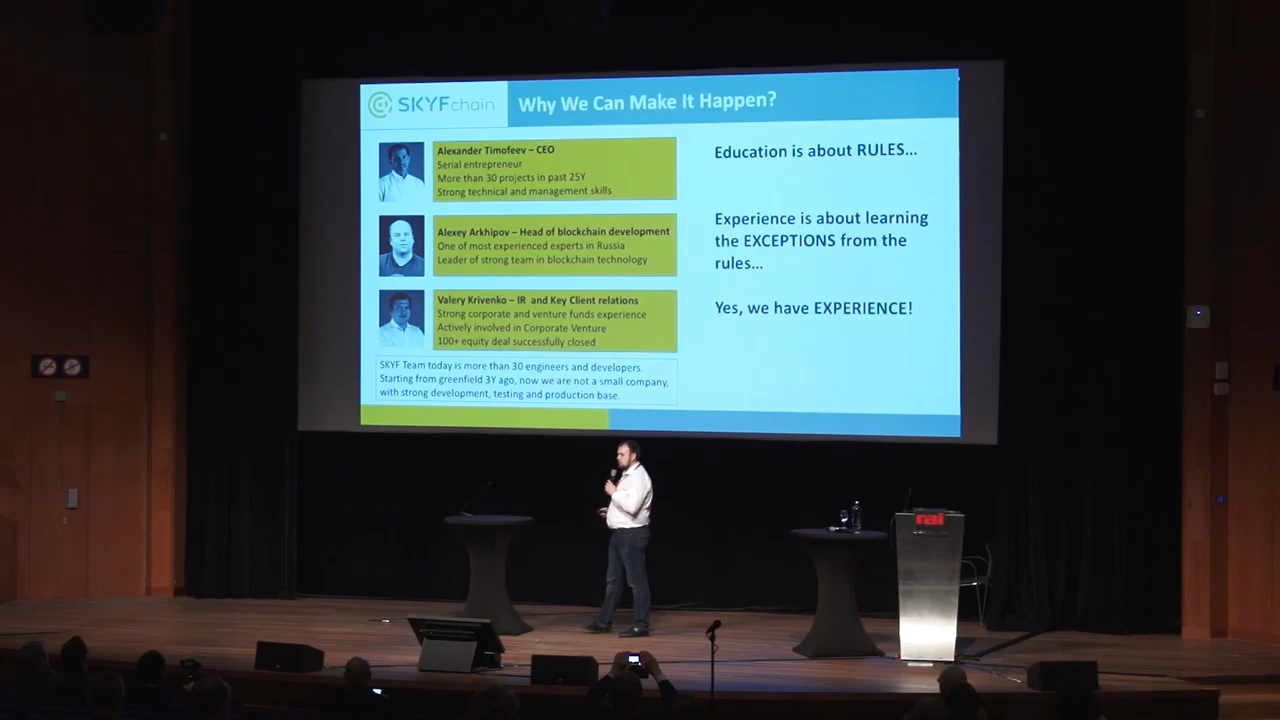 SKYFchain
Why We Can Make It Happen?
Alexander Timofeev – CEO
Serial entrepreneur
More than 30 projects in past 25Y
Strong technical and management skills
Alexey Arkhipov – Head of blockchain development
One of most experienced experts in Russia
Leader of strong team in blockchain technology
Valery Krivenko – IR and Key Client relations
Strong corporate and venture funds experience
Actively involved in Corporate Venture
100+ equity deal successfully closed
SKYF Team today is more than 30 engineers and developers.
Starting from greenfield 3Y ago, now we are not a small company,
with strong development, testing and production base.
Education is about RULES...
Experience is about learning
the EXCEPTIONS from the
rules...
Yes, we have EXPERIENCE!
rai